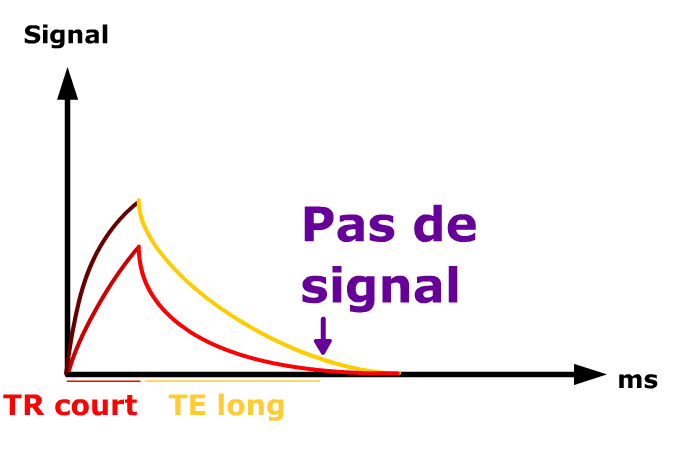 Signal
Pas de
signal
ms
TR court
TE long